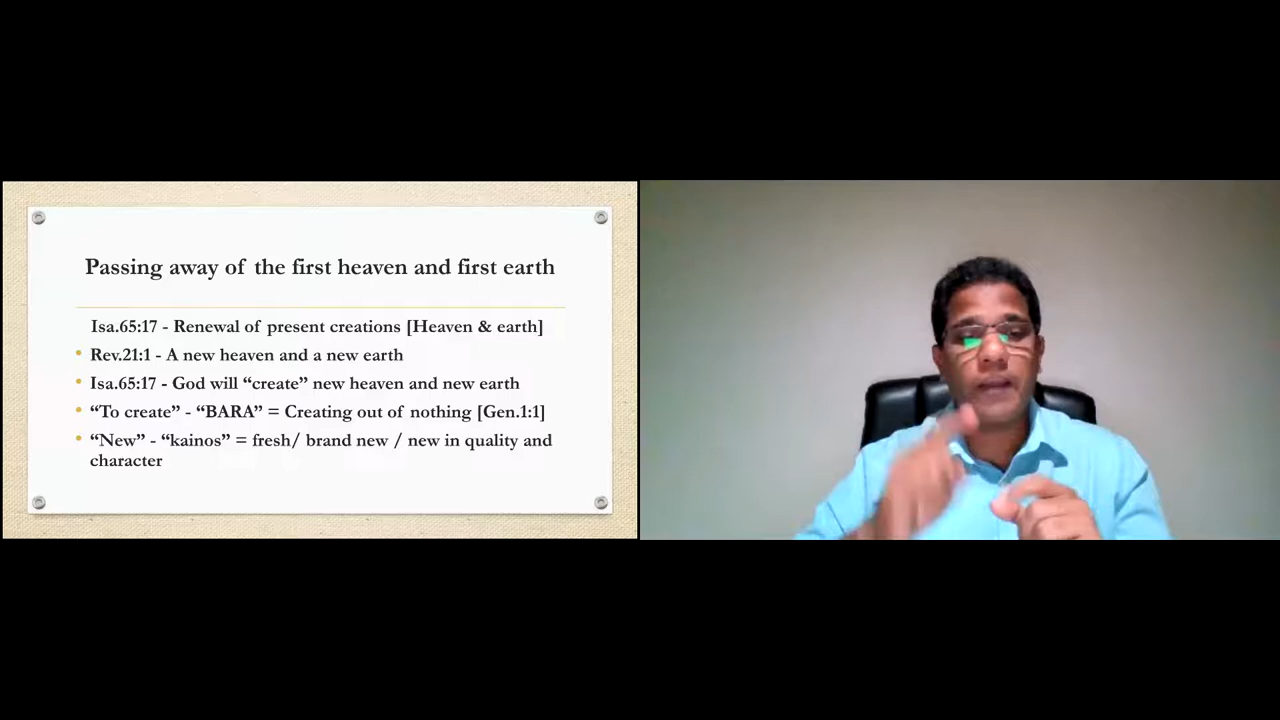 Passing away of the first heaven and first earth
Isa.65:17 - Renewal of present creations [Heaven & earth]
• Rev.21:1 - A new heaven and a new earth
• Isa.65:17 - God will “create” new heaven and new earth
• “To create” - “BARA” = Creating out of nothing [Gen.1:1]
• “New” - “kainos” = fresh/ brand new / new in quality and
character